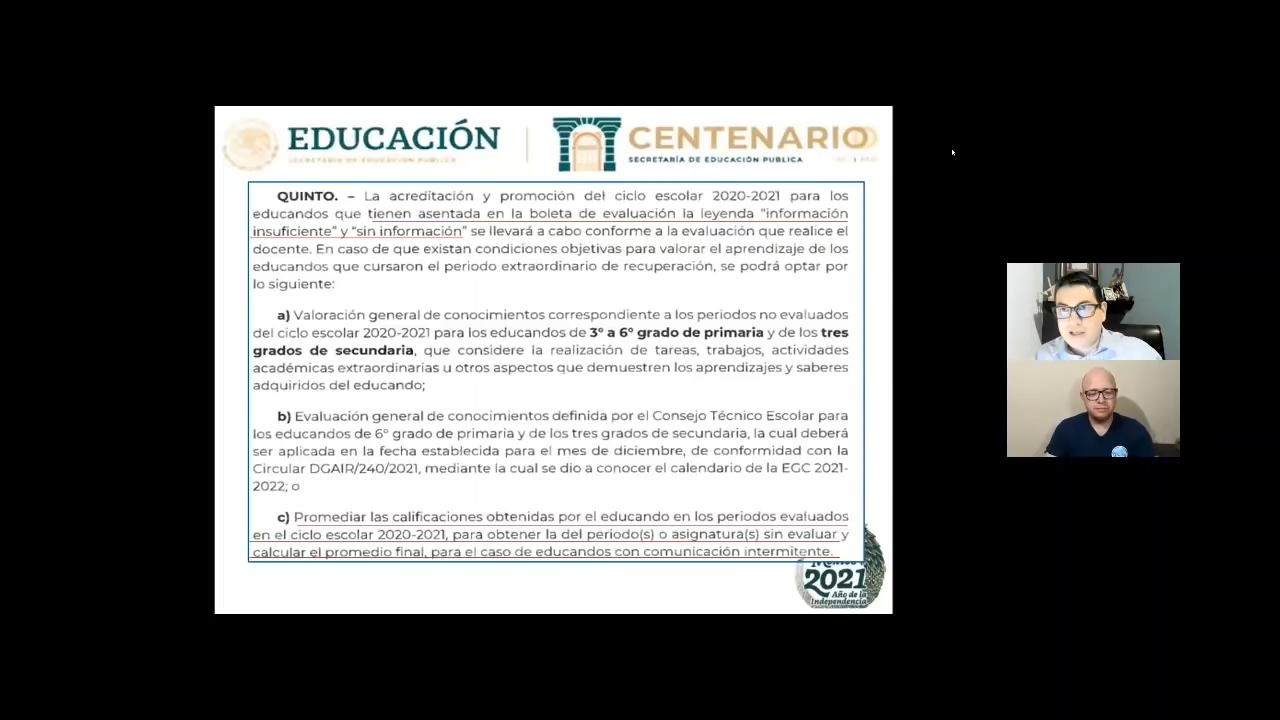 EDUCACIÓN
SECRETARÍA DE EDUCACIÓN PÚBLICA
CENTENARIO
SECRETARÍA DE EDUCACIÓN PUBLICA
QUINTO. – La acreditación y promoción del ciclo escolar 2020-2021 para los
educandos que tienen asentada en la boleta de evaluación la leyenda “información
insuficiente” y “sin información” se llevará a cabo conforme a la evaluación que realice el
docente. En caso de que existan condiciones objetivas para valorar el aprendizaje de los
educandos que cursaron el periodo extraordinario de recuperación, se podrá optar por
lo siguiente:
a) Valoración general de conocimientos correspondiente a los periodos no evaluados
del ciclo escolar 2020-2021 para los educandos de 3° a 6° grado de primaria y de los tres
grados de secundaria, que considere la realización de tareas, trabajos, actividades
académicas extraordinarias u otros aspectos que demuestren los aprendizajes y saberes
adquiridos del educando;
b) Evaluación general de conocimientos definida por el Consejo Técnico Escolar para
los educandos de 6° grado de primaria y de los tres grados de secundaria, la cual deberá
ser aplicada en la fecha establecida para el mes de diciembre, de conformidad con la
Circular DGAIR/240/2021, mediante la cual se dio a conocer el calendario de la EGC 2021-
2022; o
c) Promediar las calificaciones obtenidas por el educando en los periodos evaluados
en el ciclo escolar 2020-2021, para obtener la del periodo(s) o asignatura(s) sin evaluar y
calcular el promedio final, para el caso de educandos con comunicación intermitente.
México
2021
Año de la
Independencia